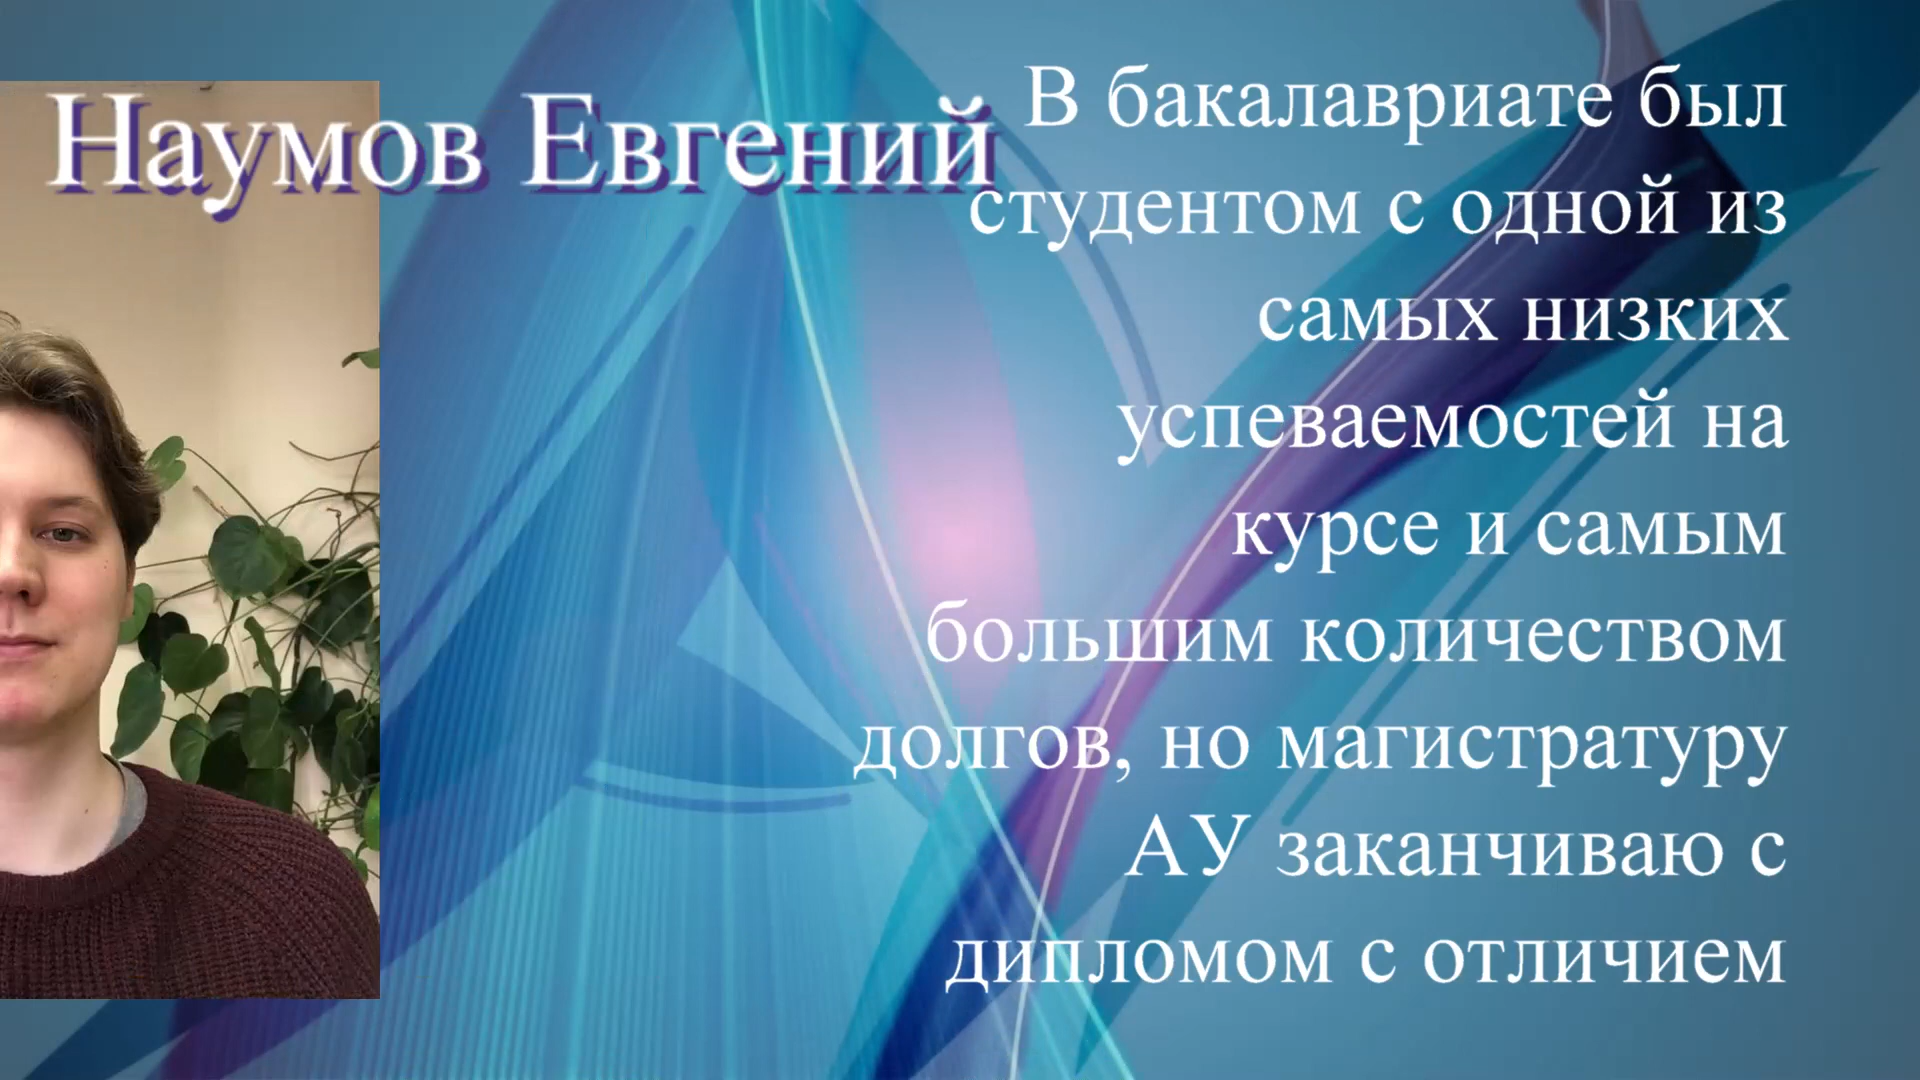 Наумов Евгений
В бакалавриате был
студентом с одной из
самых низких
успеваемостей на
курсе и самым
большим количеством
долгов, но магистратуру
АУ заканчиваю с
дипломом с отличием